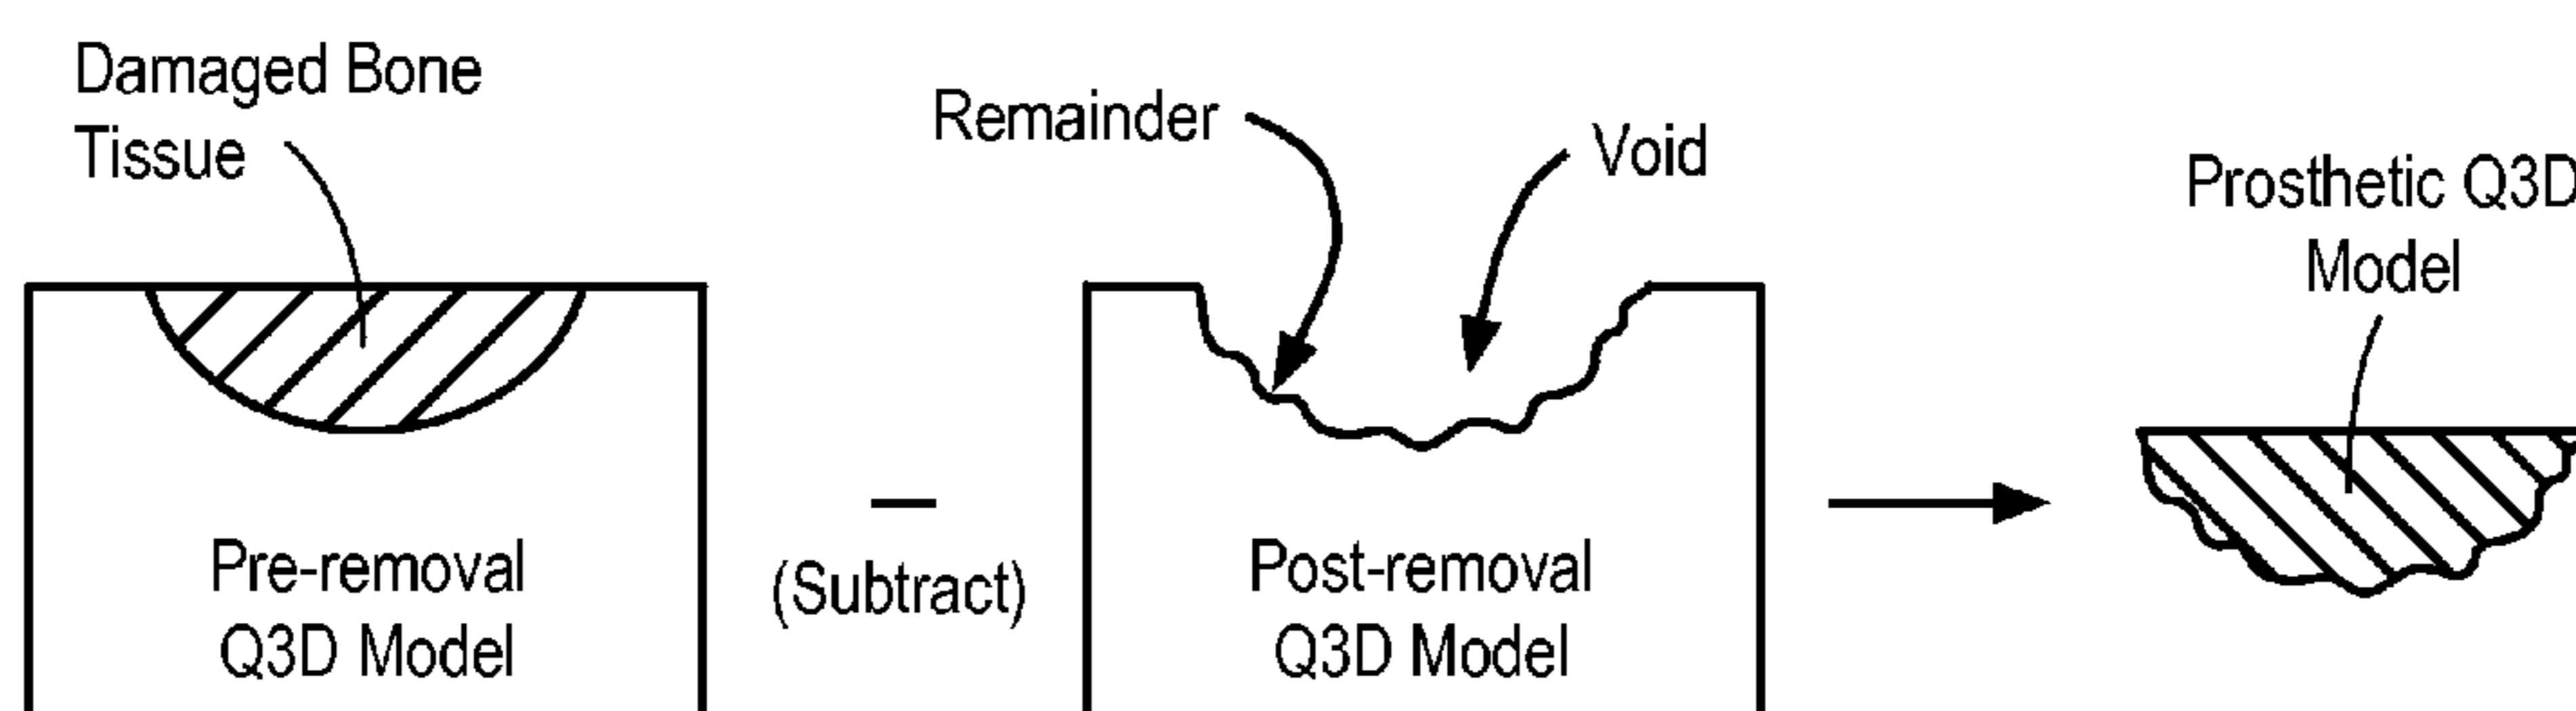 Damaged Bone
Tissue
Remainder
Void
Prosthetic Q3D
Model
Pre-removal
Q3D Model
—
(Subtract)
Post-removal
Q3D Model